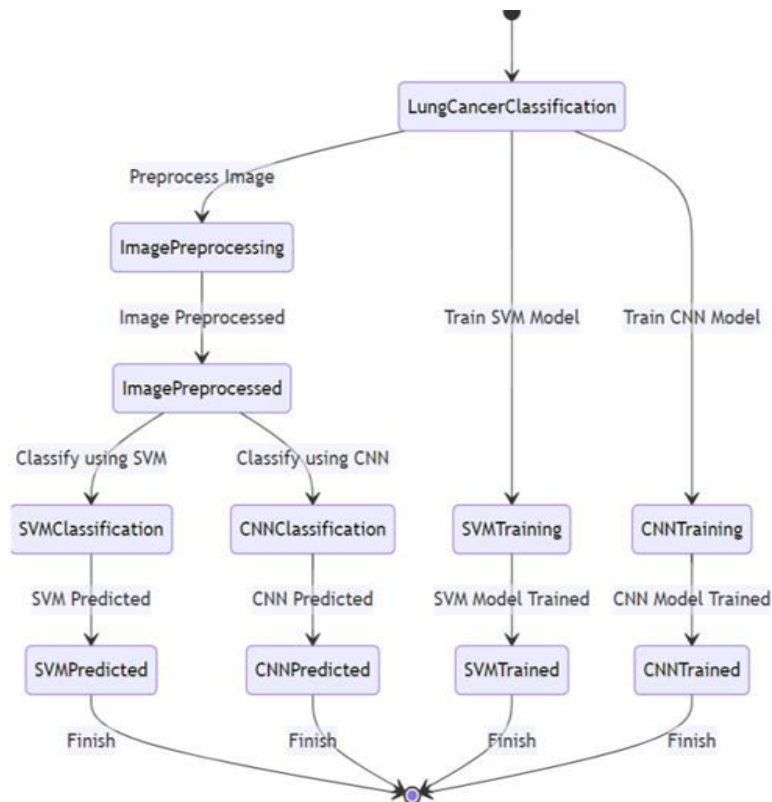 LungCancerClassification
Preprocess Image
ImagePreprocessing
Image Preprocessed
Train SVM Model
Train CNN Model
ImagePreprocessed
Classify using SVM
Classify using CNN
SVMClassification
CNNClassification
SVMTraining
CNNTraining
SVM Predicted
CNN Predicted
SVM Model Trained
CNN Model Trained
SVMPredicted
CNNPredicted
SVMTrained
CNNTrained
Finish
Finish
Finish
Finish